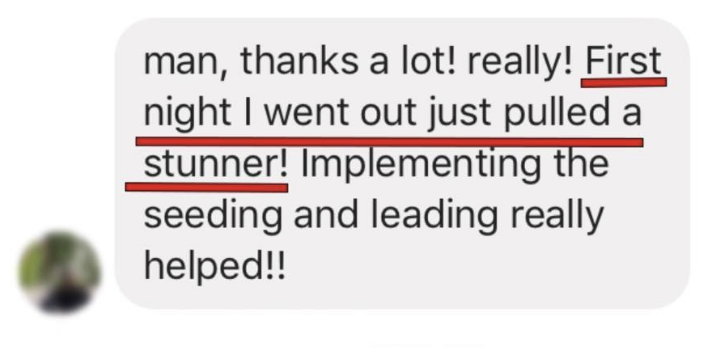 man, thanks a lot! really! First
night I went out just pulled a
stunner! Implementing the
seeding and leading really
helped!!